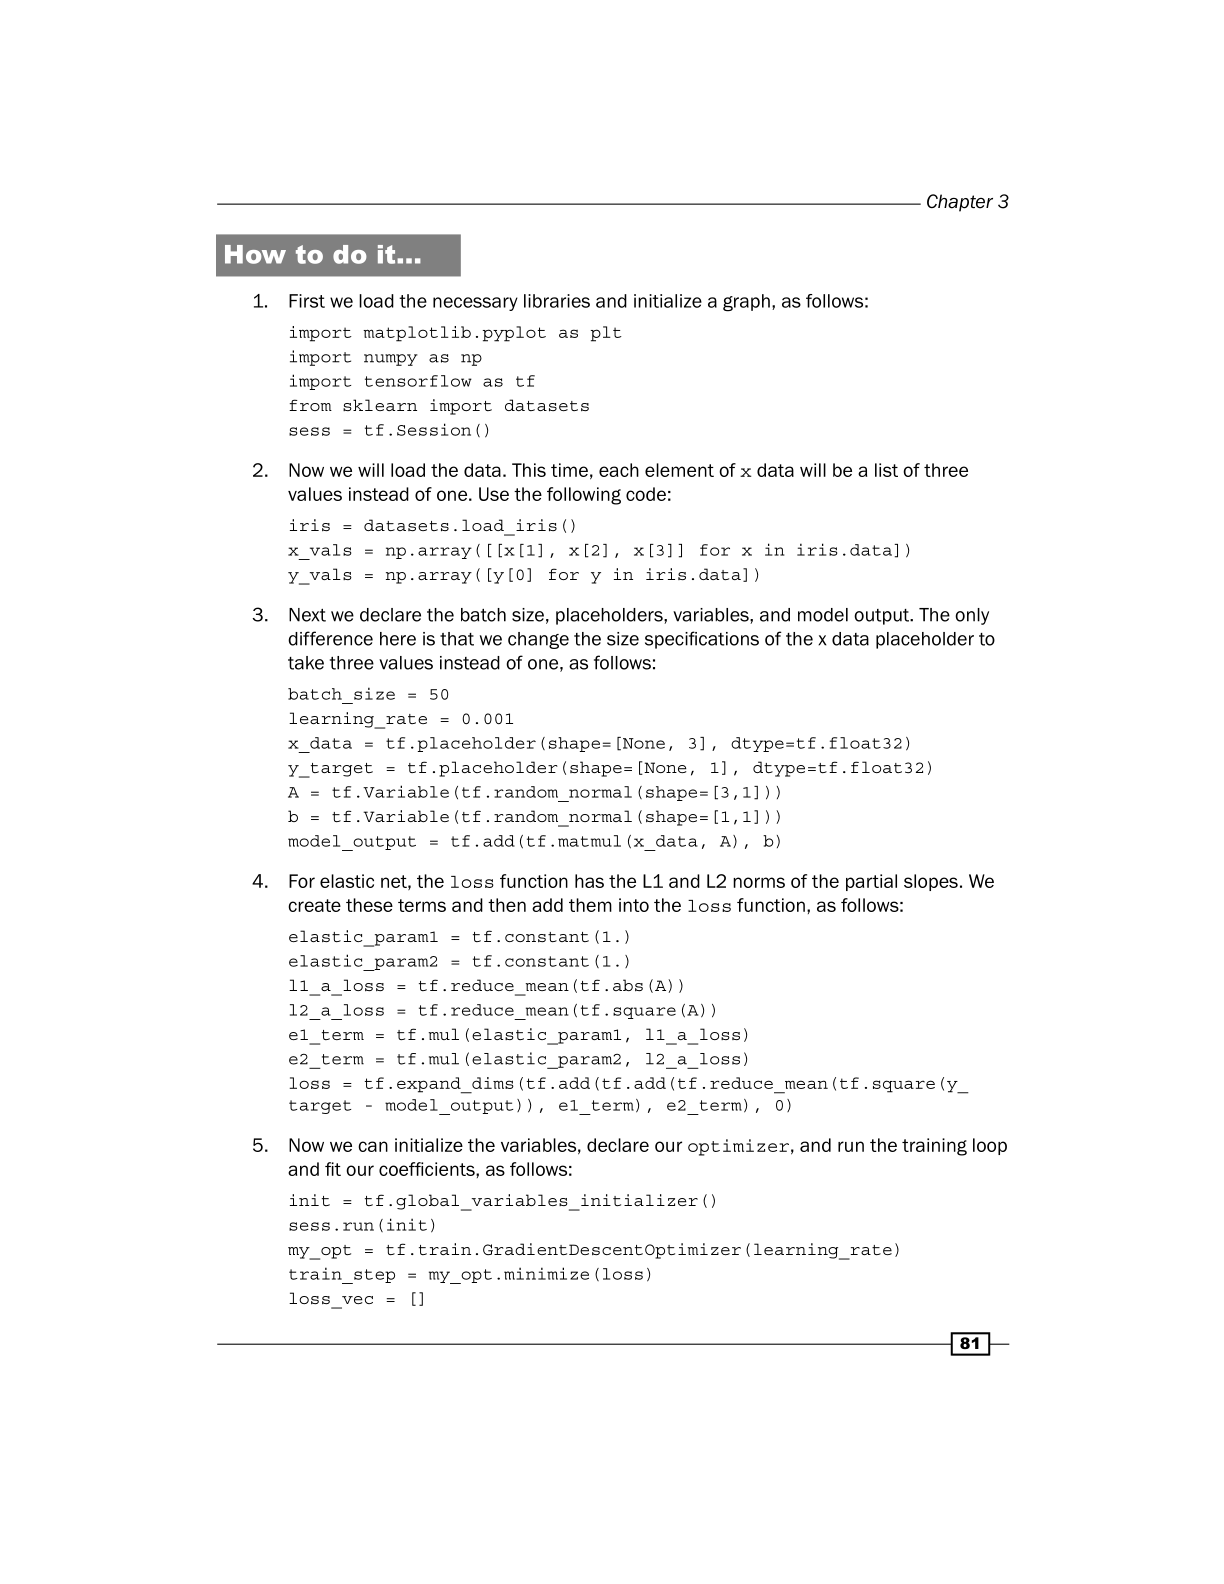 Chapter 3
How to do it...
1. First we load the necessary libraries and initialize a graph, as follows:
import matplotlib.pyplot as plt
import numpy as np
import tensorflow as tf
from sklearn import datasets
sess = tf.Session()
2. Now we will load the data. This time, each element of x data will be a list of three
values instead of one. Use the following code:
iris = datasets.load_iris()
x_vals = np.array([[x[1], x[2], x[3]] for x in iris.data])
y_vals = np.array([y[0] for y in iris.data])
3. Next we declare the batch size, placeholders, variables, and model output. The only
difference here is that we change the size specifications of the x data placeholder to
take three values instead of one, as follows:
batch_size = 50
learning_rate = 0.001
x_data = tf.placeholder(shape=[None, 3], dtype=tf.float32)
y_target = tf.placeholder(shape=[None, 1], dtype=tf.float32)
A = tf.Variable(tf.random_normal(shape=[3,1]))
b = tf.Variable(tf.random_normal(shape=[1,1]))
model_output = tf.add(tf.matmul(x_data, A), b)
4. For elastic net, the loss function has the L1 and L2 norms of the partial slopes. We
create these terms and then add them into the loss function, as follows:
elastic_param1 = tf.constant(1.)
elastic_param2 = tf.constant(1.)
l1_a_loss = tf.reduce_mean(tf.abs(A))
l2_a_loss = tf.reduce_mean(tf.square(A))
e1_term = tf.mul(elastic_param1, l1_a_loss)
e2_term = tf.mul(elastic_param2, l2_a_loss)
loss = tf.expand_dims(tf.add(tf.add(tf.reduce_mean(tf.square(y_
target - model_output)), e1_term), e2_term), 0)
5. Now we can initialize the variables, declare our optimizer, and run the training loop
and fit our coefficients, as follows:
init = tf.global_variables_initializer()
sess.run(init)
my_opt = tf.train.GradientDescentOptimizer(learning_rate)
train_step = my_opt.minimize(loss)
loss_vec = []
81